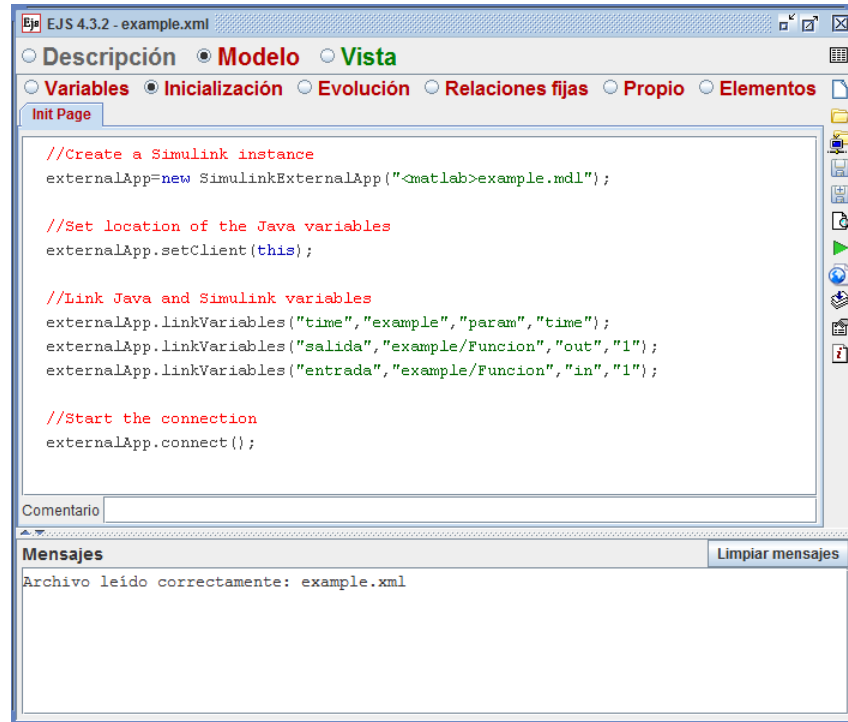 Ejs EJS 4.3.2 - example.xml
Descripción Modelo Vista
Variables Inicialización Evolución Relaciones fijas Propio Elementos
Init Page
//Create a Simulink instance
externalApp=new SimulinkExternalApp("<matlab>example.mdl");
//Set location of the Java variables
externalApp.setClient(this);
//Link Java and Simulink variables
externalApp.linkVariables("time","example","param","time");
externalApp.linkVariables("salida","example/Funcion","out","1");
externalApp.linkVariables("entrada","example/Funcion","in","1");
//Start the connection
externalApp.connect();
Comentario
Mensajes Limpiar mensajes
Archivo leído correctamente: example.xml